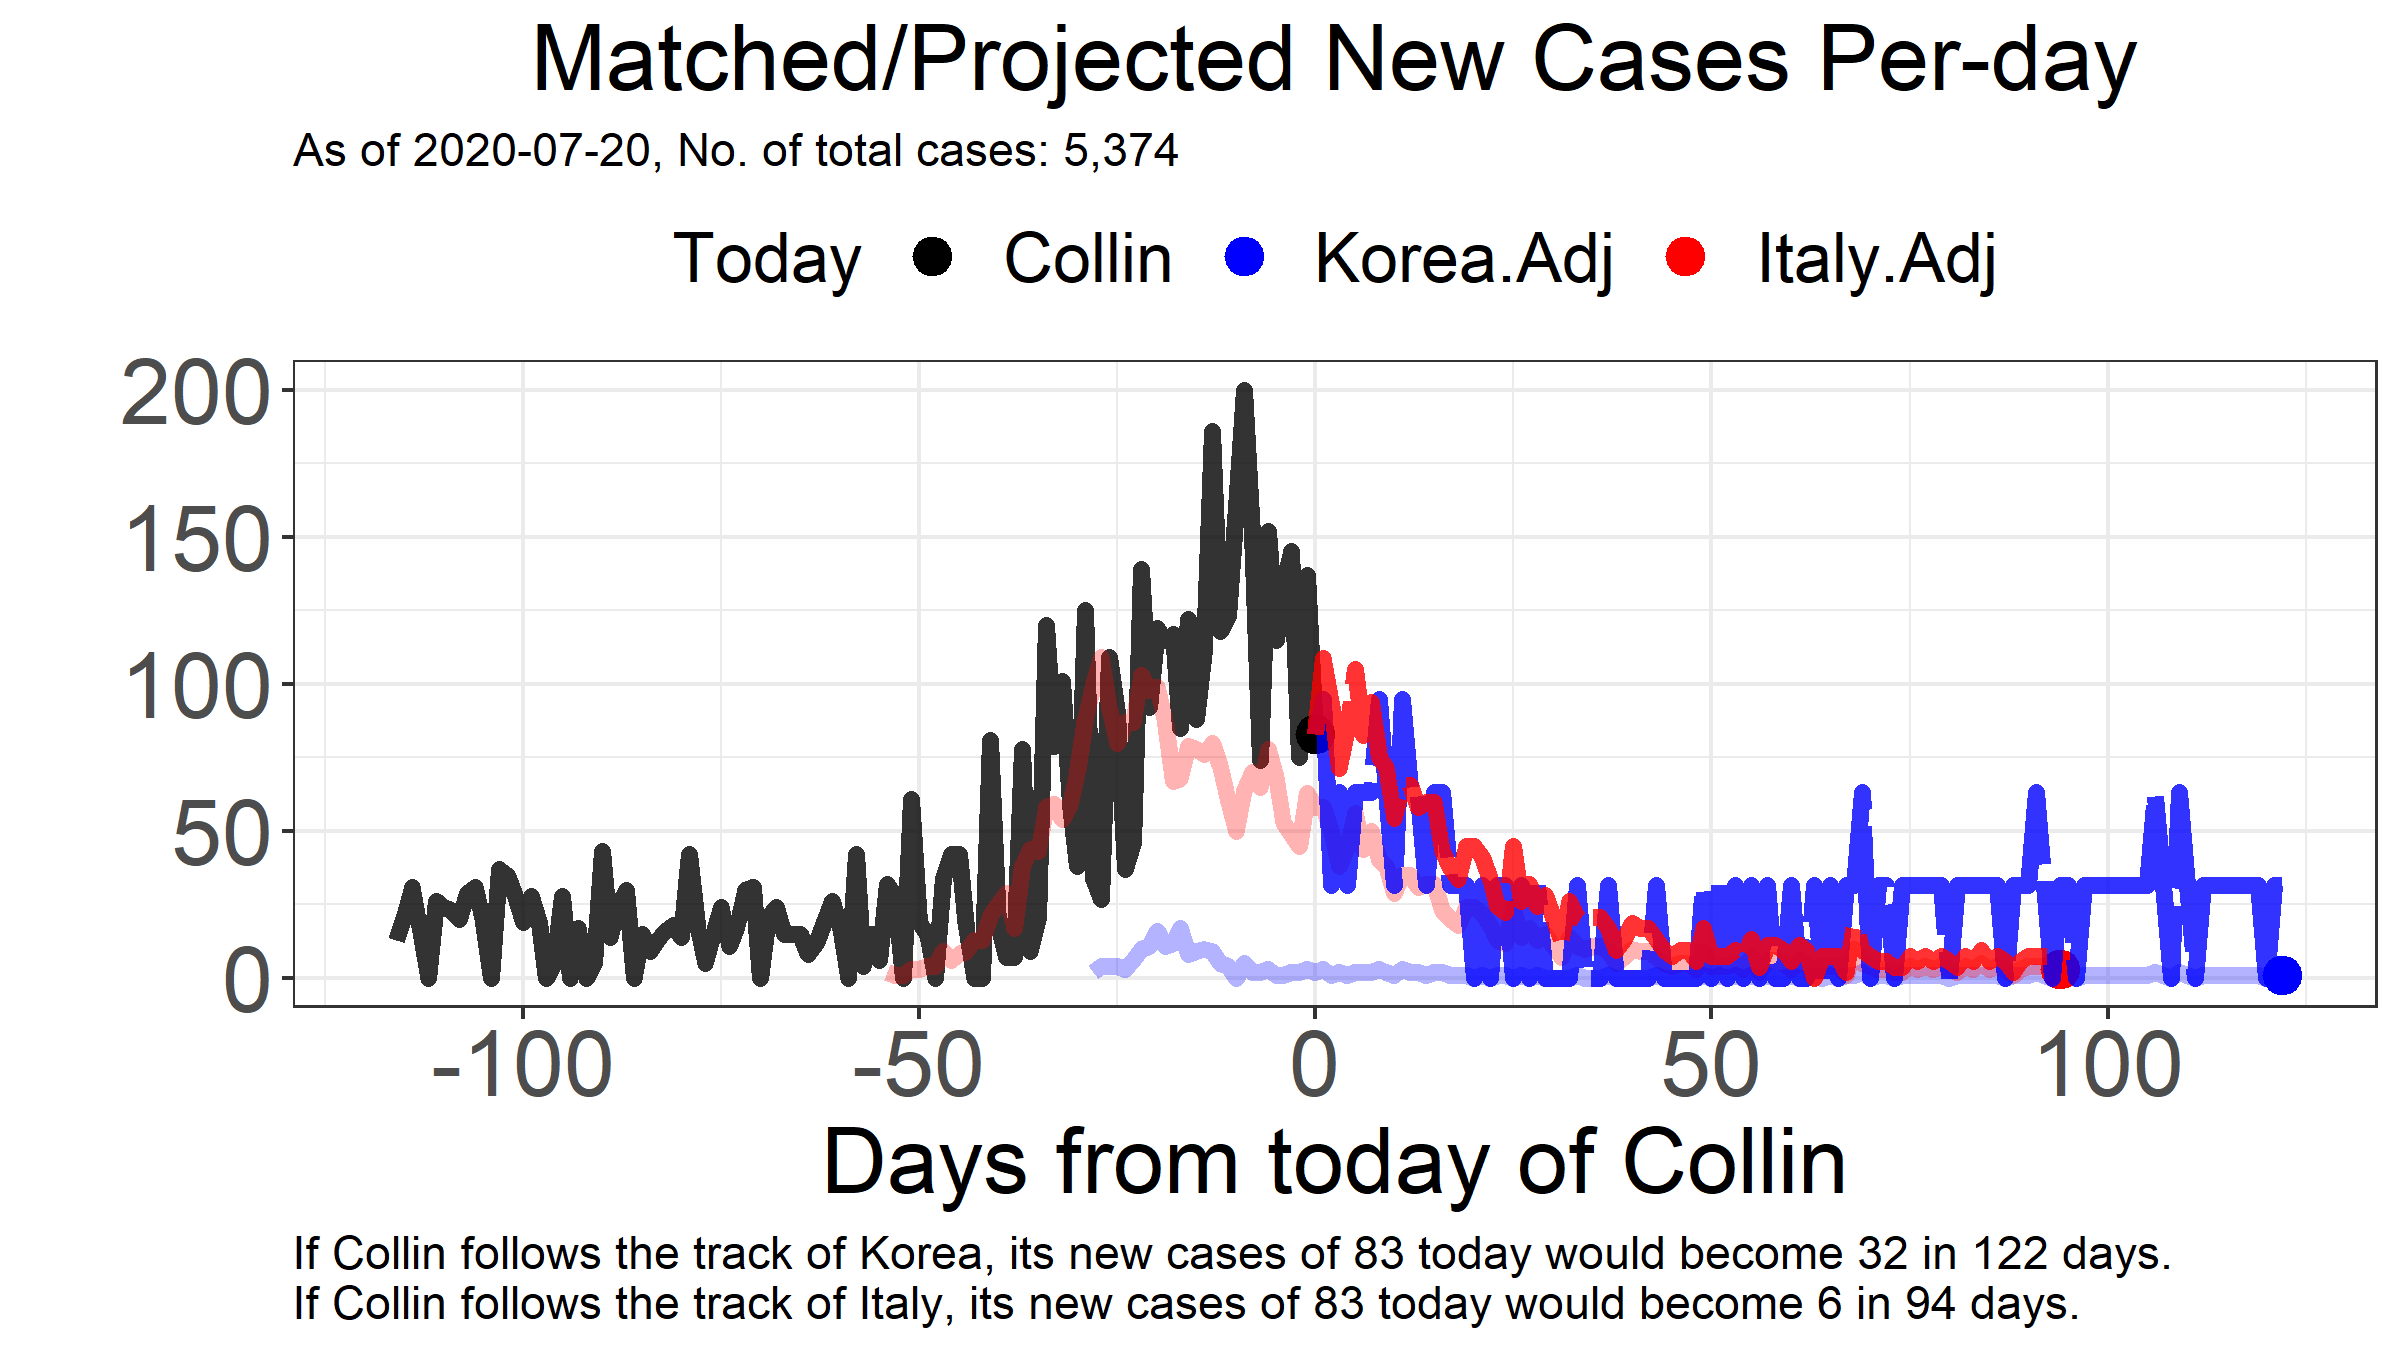 Matched/Projected New Cases Per-day
As of 2020-07-20, No. of total cases: 5,374
Today Collin Korea.Adj Italy.Adj
200
150
100
50
0
-100 -50 0 50 100
Days from today of Collin
If Collin follows the track of Korea, its new cases of 83 today would become 32 in 122 days.
If Collin follows the track of Italy, its new cases of 83 today would become 6 in 94 days.